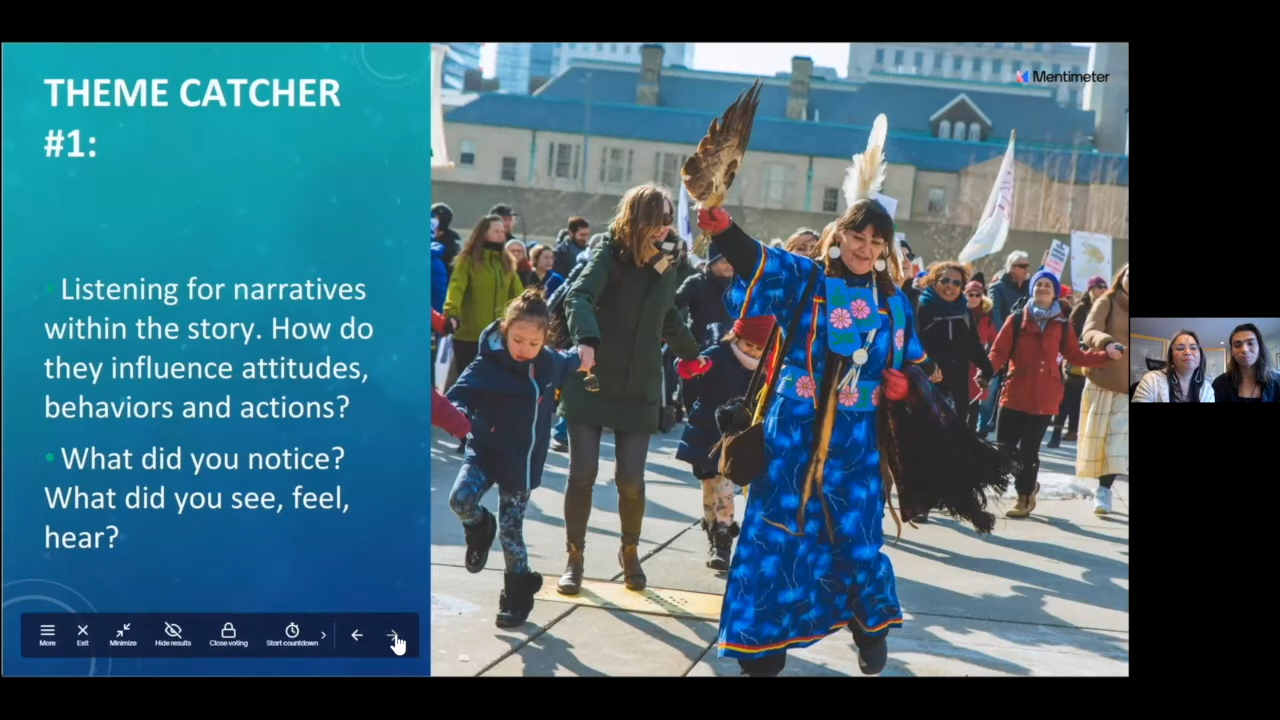 THEME CATCHER
#1:
Listening for narratives
within the story. How do
they influence attitudes,
behaviors and actions?
What did you notice?
What did you see, feel,
hear?
Mentimeter
More
Exit
Minimize
Hide results
Close voting
Start countdown